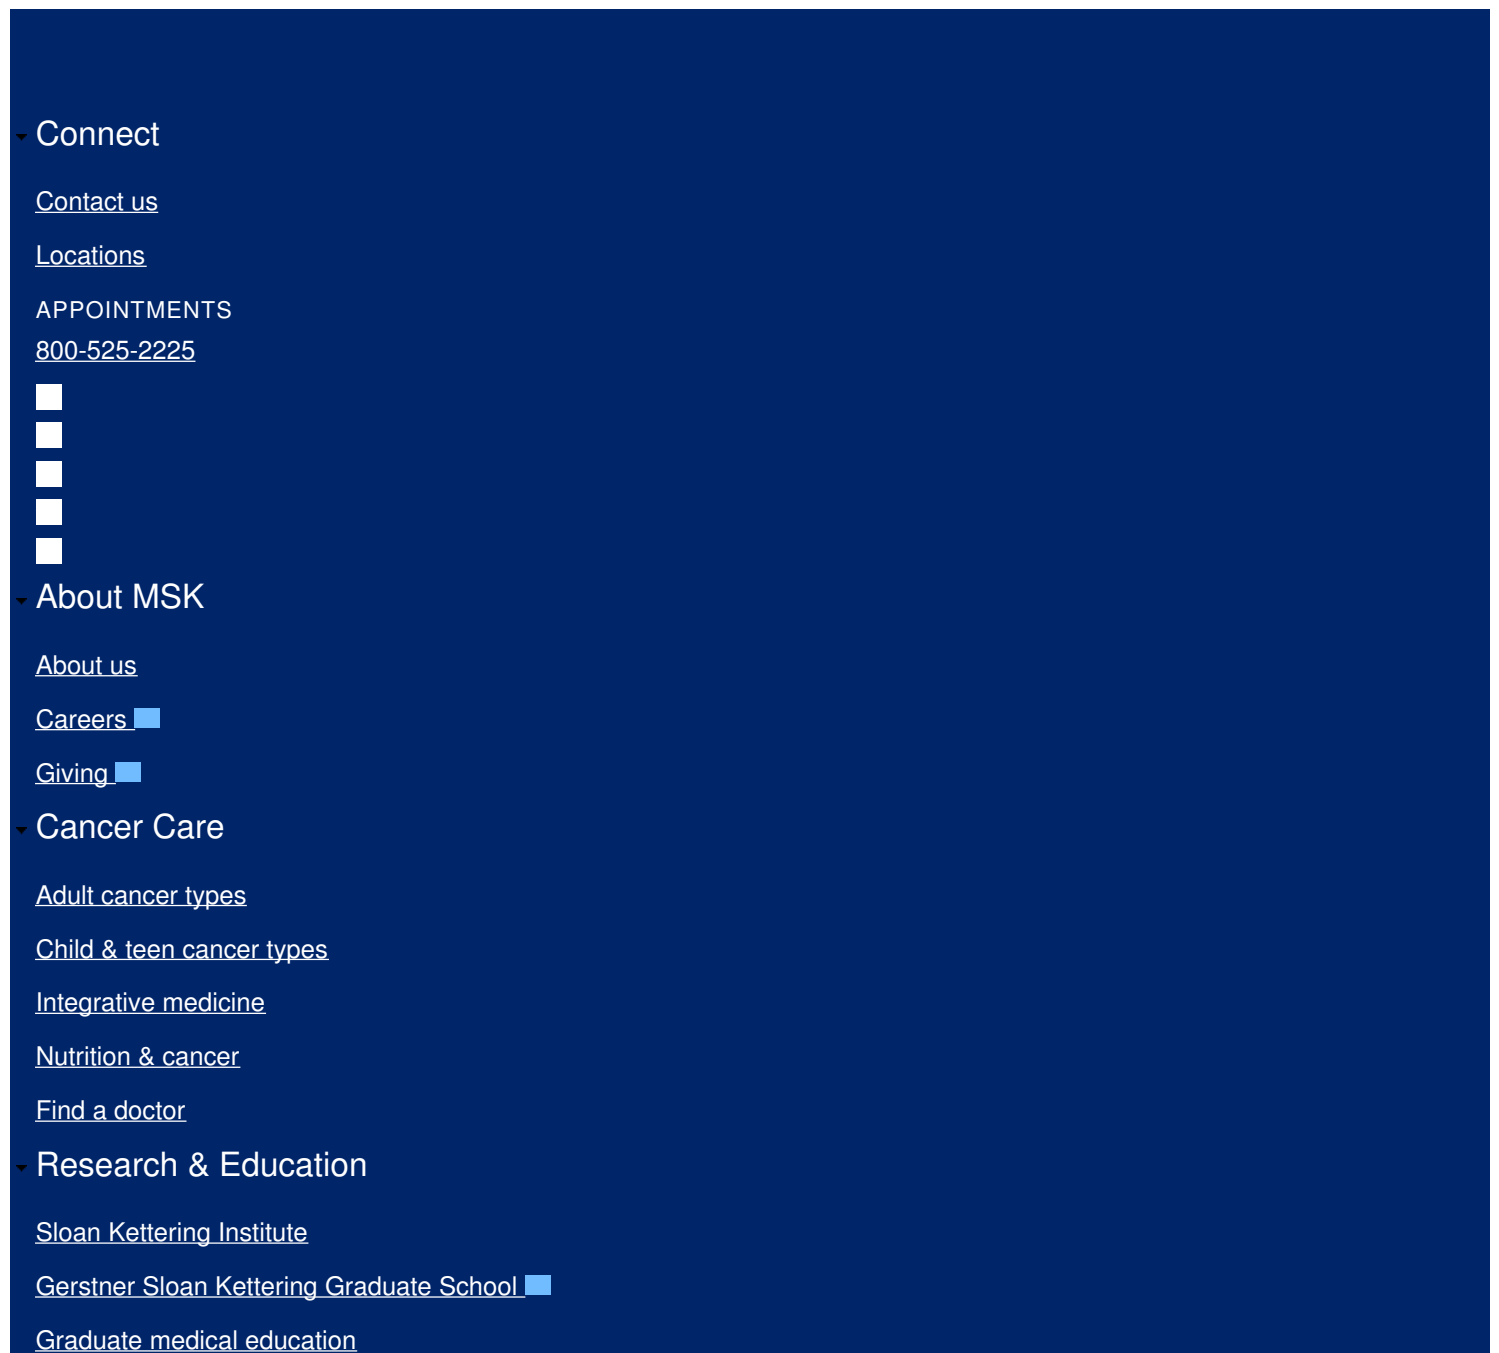 Connect
Contact us
Locations
APPOINTMENTS
800-525-2225
About MSK
About us
Careers
Giving
Cancer Care
Adult cancer types
Child & teen cancer types
Integrative medicine
Nutrition & cancer
Find a doctor
Research & Education
Sloan Kettering Institute
Gerstner Sloan Kettering Graduate School
Graduate medical education